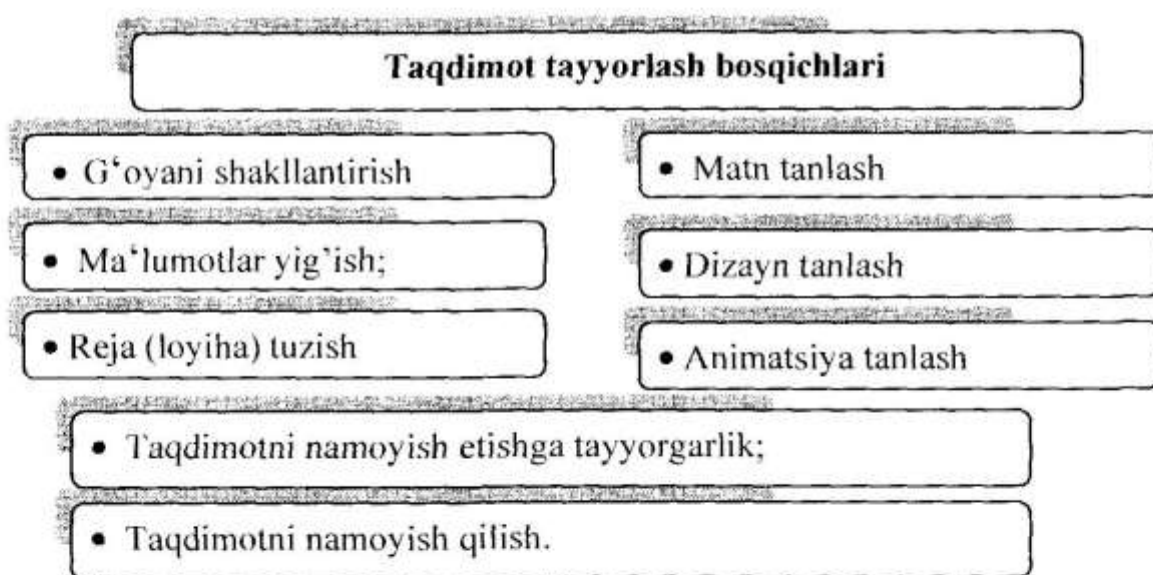 Taqdimot tayyorlash bosqichlari
• G‘oyani shakllantirish
• Ma‘lumotlar yig’ish;
• Reja (loyiha) tuzish
• Matn tanlash
• Dizayn tanlash
• Animatsiya tanlash
• Taqdimotni namoyish etishga tayyorgarlik;
• Taqdimotni namoyish qilish.